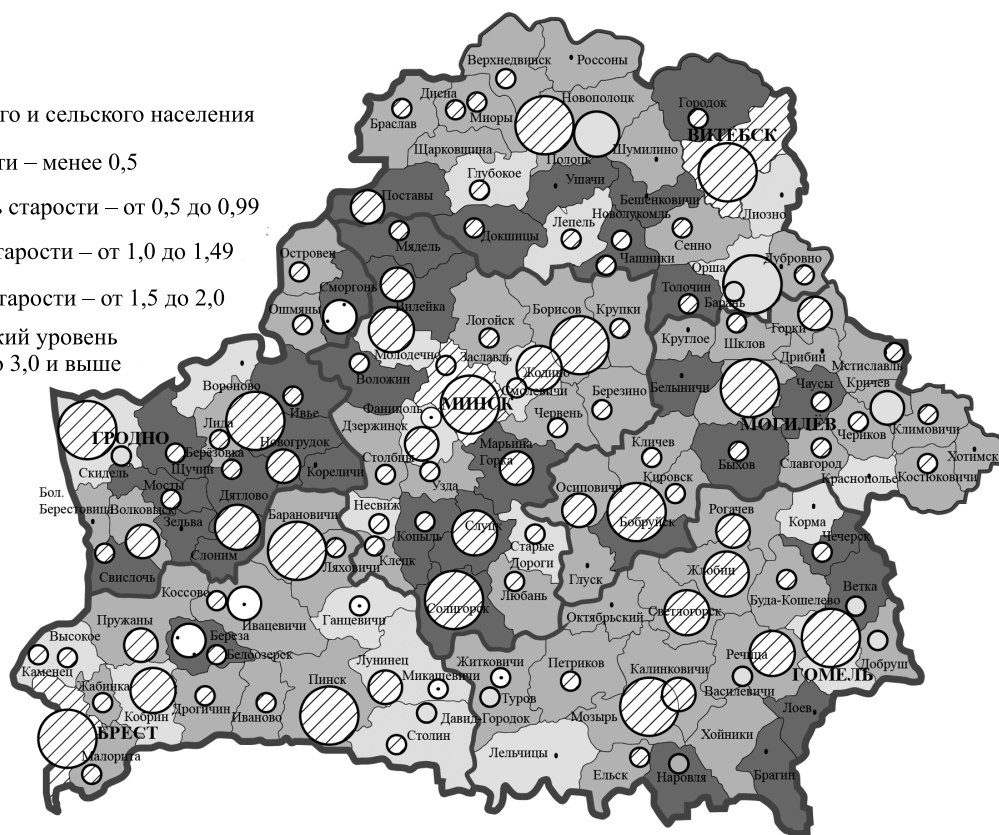 го и сельского населения
ти – менее 0,5
ь старости – от 0,5 до 0,99
тарости – от 1,0 до 1,49
тарости – от 1,5 до 2,0
кий уровень
о 3,0 и выше
Верхнедвинск
Россоны
Дисна
Миоры
Новополоцк
Городок
Браслав
ВИТЕБСК
Щарковщина
Полоцк
Шумилино
Глубокое
Ушачи
Поставы
Бешенковичи
Лепель
Новолукомль
Лиозно
Мядель
Докшицы
Сенно
Островец
Чашники
Орша
Дубровно
Сморгонь
Толочин
Барань
Ошмяны
Вилейка
Логойск
Борисов
Крупки
Горки
Молодечно
Заславль
Круглое
Шклов
Дрибин
Мстиславль
Вороново
Воложин
Жодино
Смолевичи
Березино
Белыничи
Чаусы
Кричев
Ивье
Фаниполь
МИНСК
Червень
МОГИЛЁВ
Чериков
Климовичи
Лида
Дзержинск
ГРОДНО
Новогрудок
Марьина
Горка
Кличев
Хотимск
Берёзовка
Столбцы
Быхов
Славгород
Скидель
Щучин
Кореличи
Узда
Кировск
Краснополье
Костюковичи
Мосты
Бол.
Берестовица
Дятлово
Осиповичи
Волковыск
Несвиж
Рогачев
Корма
Зельва
Барановичи
Копыль
Слуцк
Бобруйск
Чечерск
Слоним
Старые
Дороги
Свислочь
Ляховичи
Клецк
Глуск
Жлобин
Ветка
Коссово
Любань
Буда-Кошелево
Ивацевичи
Ганцевичи
Солигорск
Октябрьский
Светлогорск
Пружаны
Высокое
Береза
Белоозерск
Лунинец
Житковичи
Петриков
Калинковичи
Речица
Добруш
Каменец
Микашевичи
ГОМЕЛЬ
Жабинка
Пинск
Туров
Василевичи
Кобрин
Дрогичин
Иваново
Давид-Городок
Мозырь
Лоев
БРЕСТ
Столин
Хойники
Малорита
Лельчицы
Ельск
Наровля
Брагин